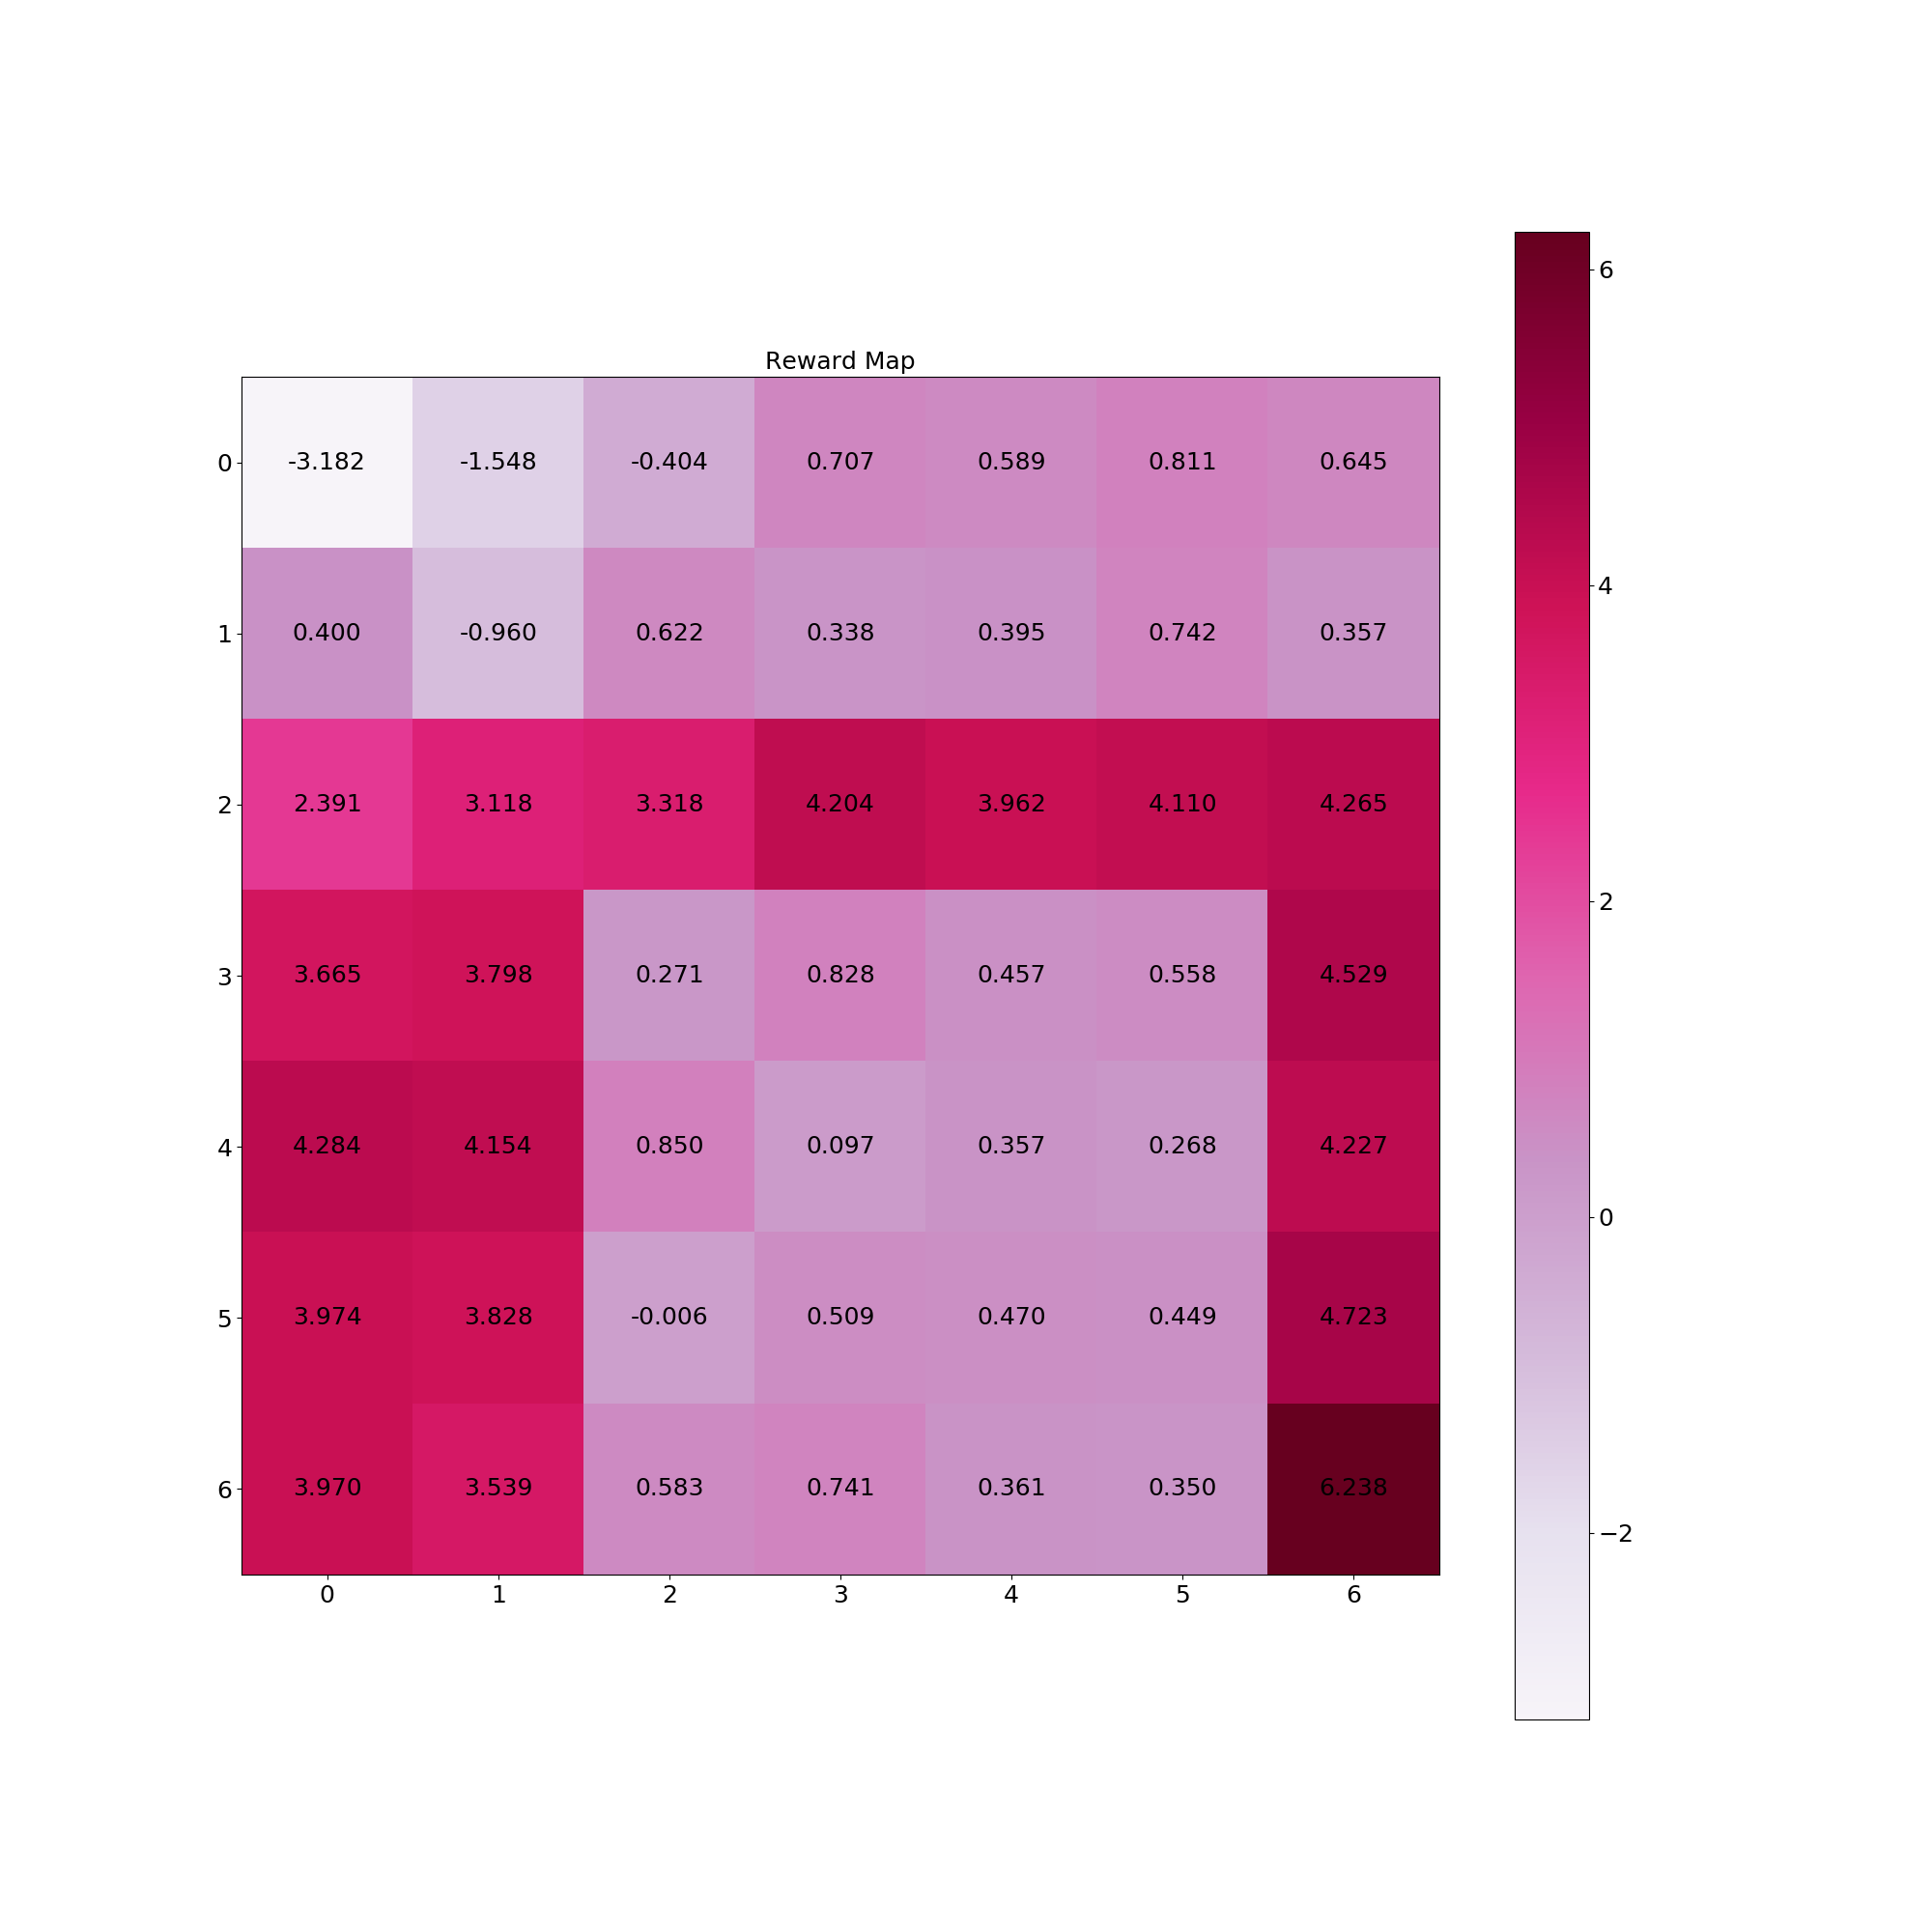 Reward Map
0 -3.182 -1.548 -0.404 0.707 0.589 0.811 0.645
1 0.400 -0.960 0.622 0.338 0.395 0.742 0.357
2 2.391 3.118 3.318 4.204 3.962 4.110 4.265
3 3.665 3.798 0.271 0.828 0.457 0.558 4.529
4 4.284 4.154 0.850 0.097 0.357 0.268 4.227
5 3.974 3.828 -0.006 0.509 0.470 0.449 4.723
6 3.970 3.539 0.583 0.741 0.361 0.350 6.238
0 1 2 3 4 5 6
6
4
2
0
−2